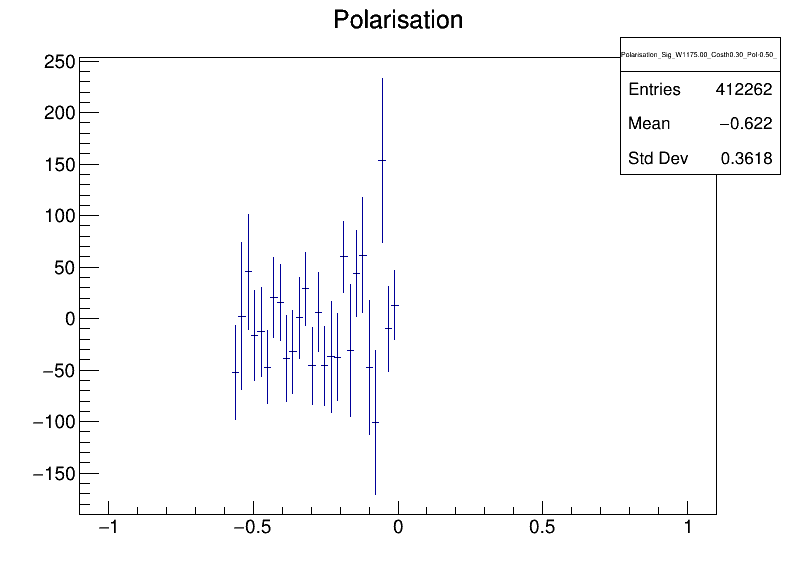 Polarisation
Polarisation_Sig_W1175.00_Costh0.30_Pol-0.50_
Entries 412262
Mean −0.622
Std Dev 0.3618
250
200
150
100
50
0
−50
−100
−150
−1 −0.5 0 0.5 1